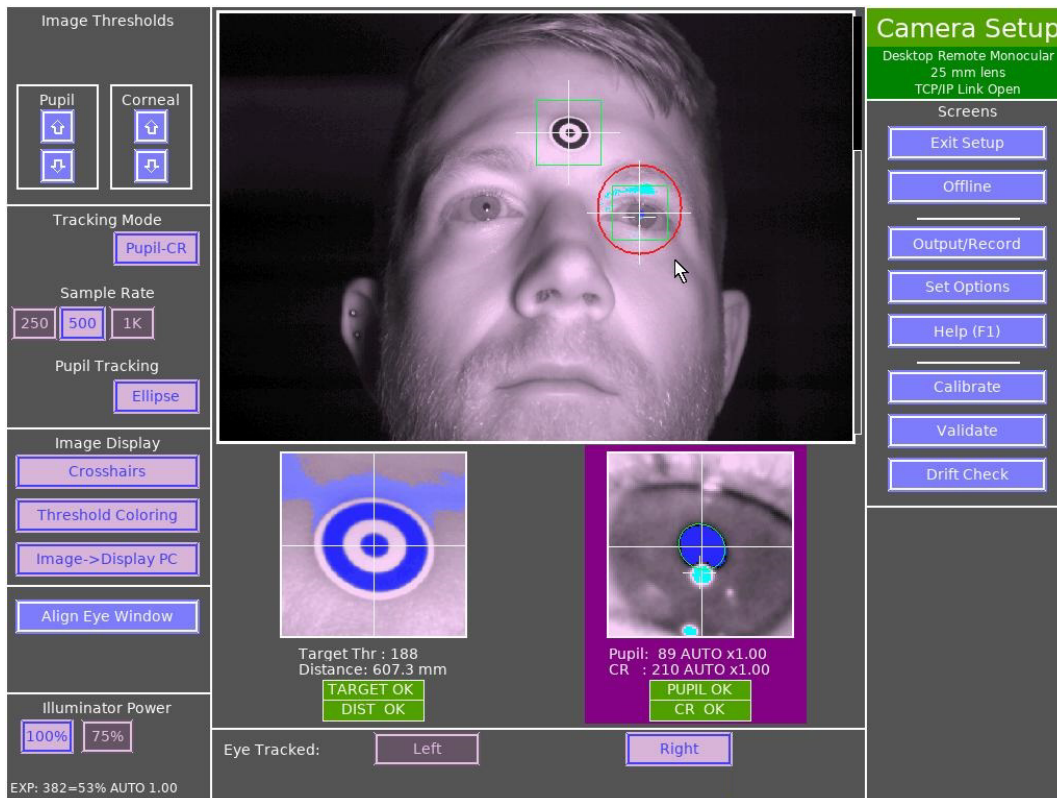 Image Thresholds
Pupil
Corneal
Tracking Mode
Pupil-CR
Sample Rate
250
500
1K
Pupil Tracking
Ellipse
Image Display
Crosshairs
Threshold Coloring
Image->Display PC
Align Eye Window
Illuminator Power
100%
75%
EXP: 382=53% AUTO 1.00
Target Thr : 188
Distance: 607.3 mm
TARGET OK
DIST OK
Pupil: 89 AUTO x1.00
CR : 210 AUTO x1.00
PUPIL OK
CR OK
Eye Tracked:
Left
Right
Camera Setup
Desktop Remote Monocular
25 mm lens
TCP/IP Link Open
Screens
Exit Setup
Offline
Output/Record
Set Options
Help (F1)
Calibrate
Validate
Drift Check